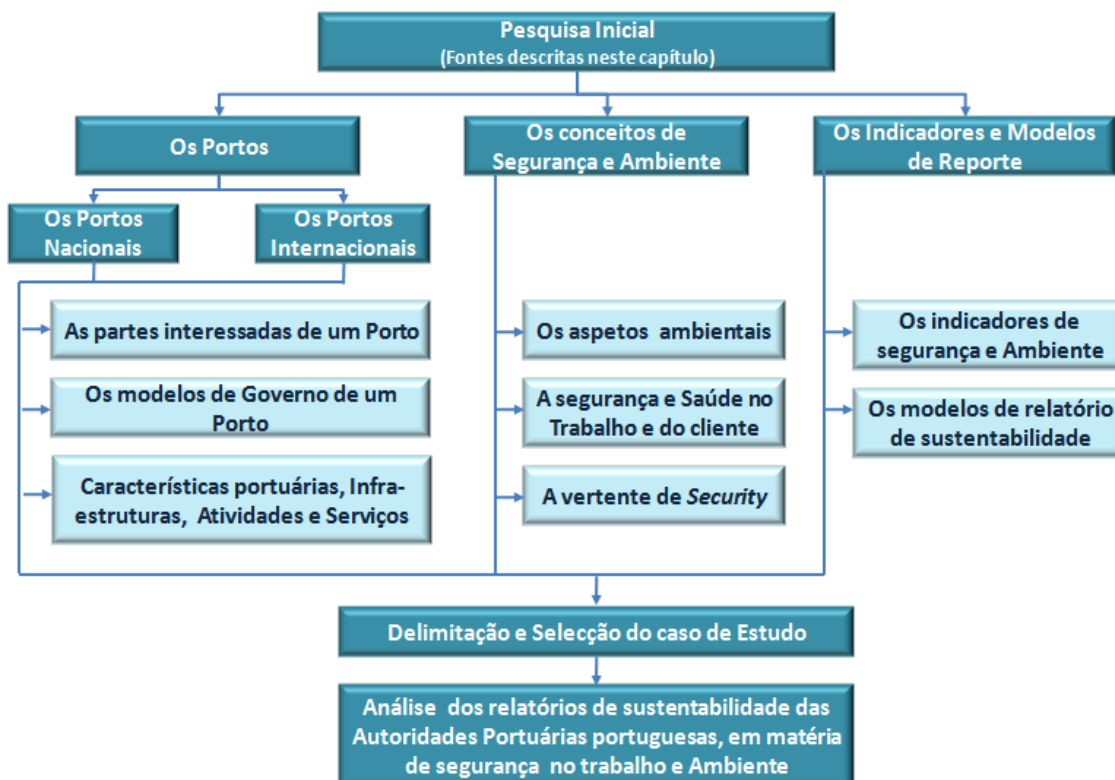 Pesquisa Inicial
(Fontes descritas neste capítulo)
Os Portos
Os conceitos de
Segurança e Ambiente
Os Indicadores e Modelos
de Reporte
Os Portos
Nacionais
Os Portos
Internacionais
As partes interessadas de um Porto
Os modelos de Governo de um
Porto
Característícas portuárias, Infra-
estruturas, Atividades e Serviços
Os aspetos ambientais
A segurança e Saúde no
Trabalho e do cliente
A vertente de Security
Os indicadores de
segurança e Ambiente
Os modelos de relatório
de sustentabilidade
Delimitação e Selecção do caso de Estudo
Análise dos relatórios de sustentabilidade das
Autoridades Portuárias portuguesas, em matéria
de segurança no trabalho e Ambiente